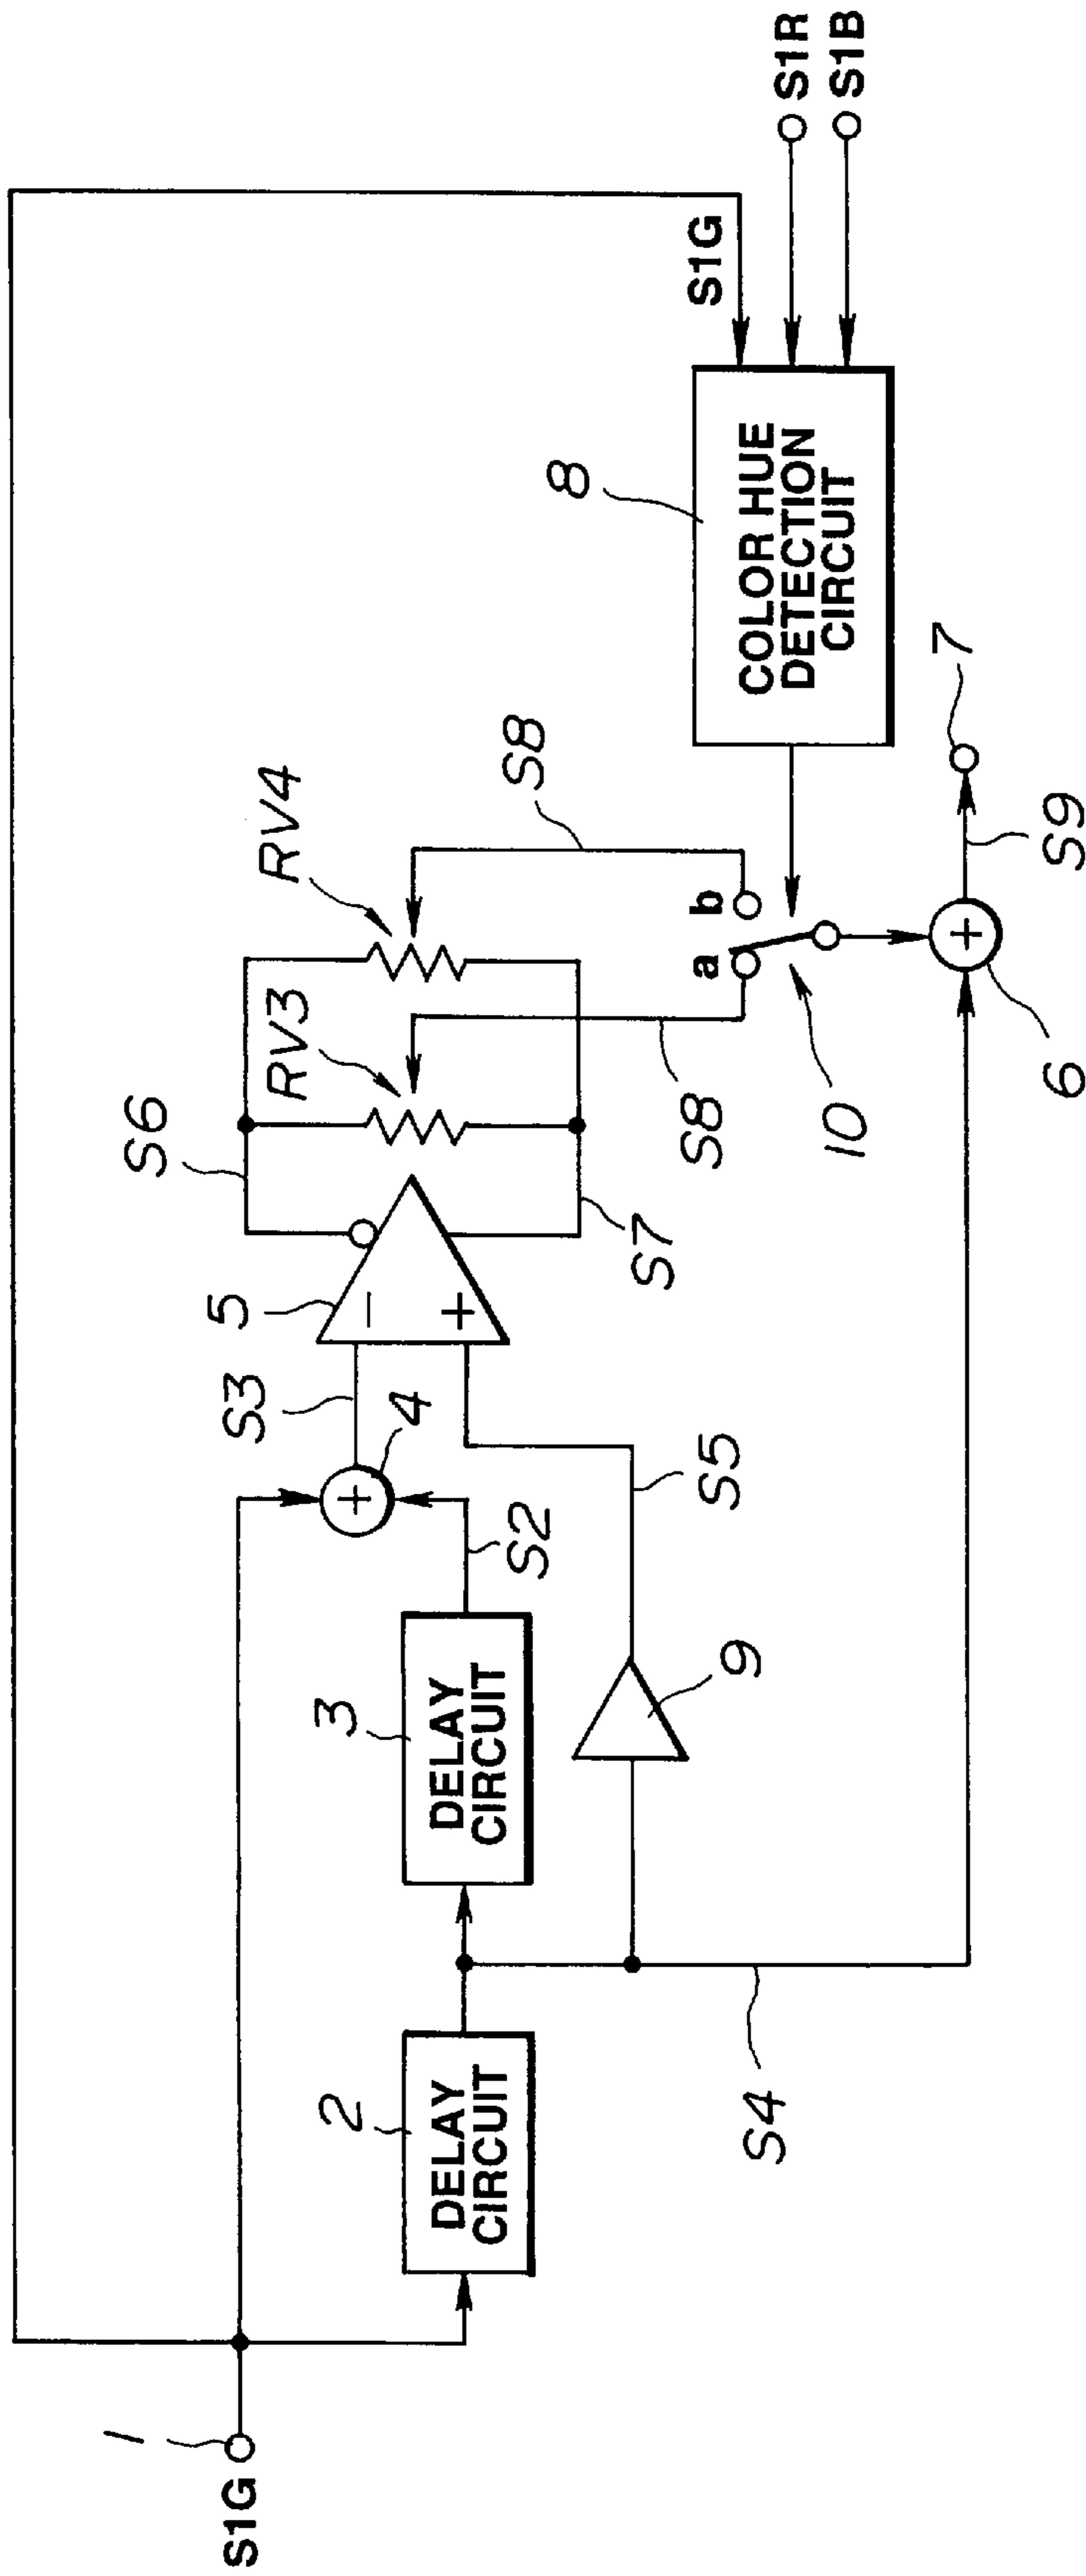 S1G
1
2
DELAY
CIRCUIT
3
DELAY
CIRCUIT
S2
S3
4
+
5
−
+
S6
S7
RV3
RV4
S8
S8
a
b
10
8
COLOR HUE
DETECTION
CIRCUIT
S1G
S1R
S1B
9
S5
S4
+
6
S9
7